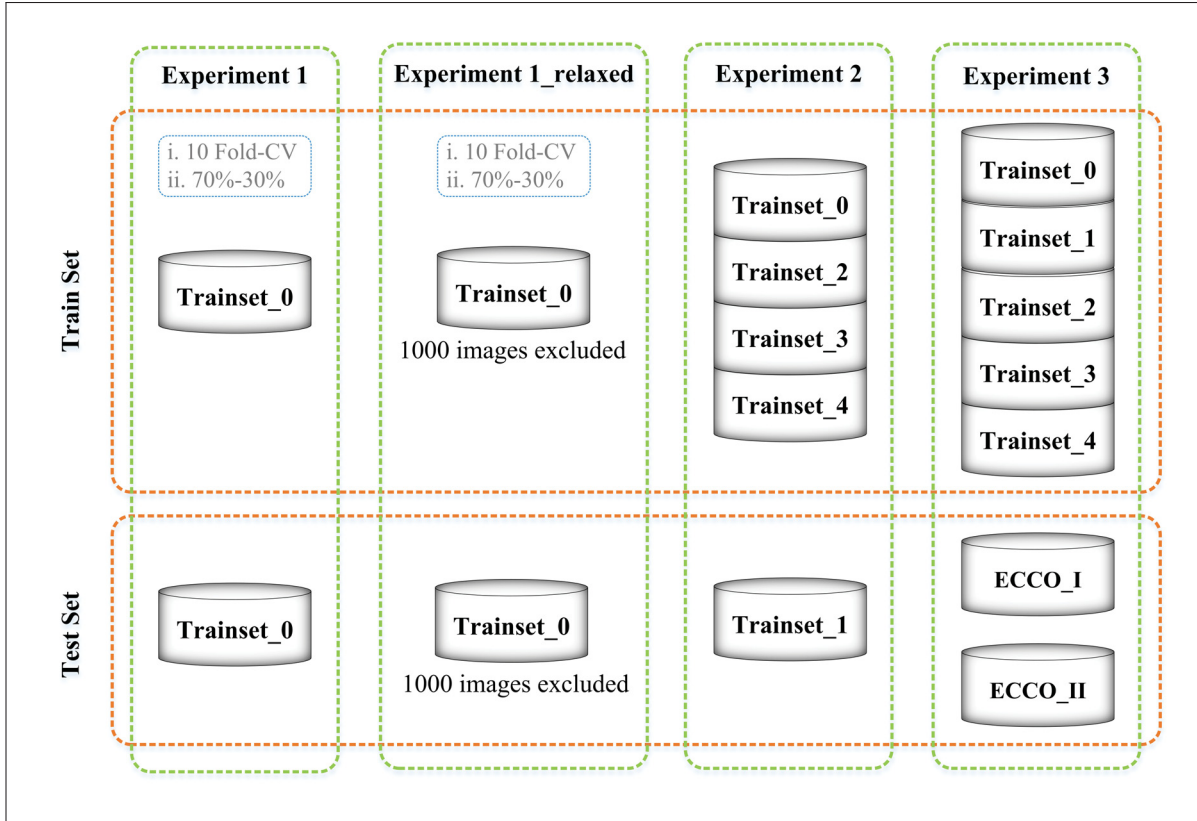 Experiment 1
Experiment 1_relaxed
Experiment 2
Experiment 3
Train Set
i. 10 Fold-CV
ii. 70%-30%
Trainset_0
i. 10 Fold-CV
ii. 70%-30%
Trainset_0
1000 images excluded
Trainset_0
Trainset_2
Trainset_3
Trainset_4
Trainset_0
Trainset_1
Trainset_2
Trainset_3
Trainset_4
Test Set
Trainset_0
Trainset_0
1000 images excluded
Trainset_1
ECCO_I
ECCO_II